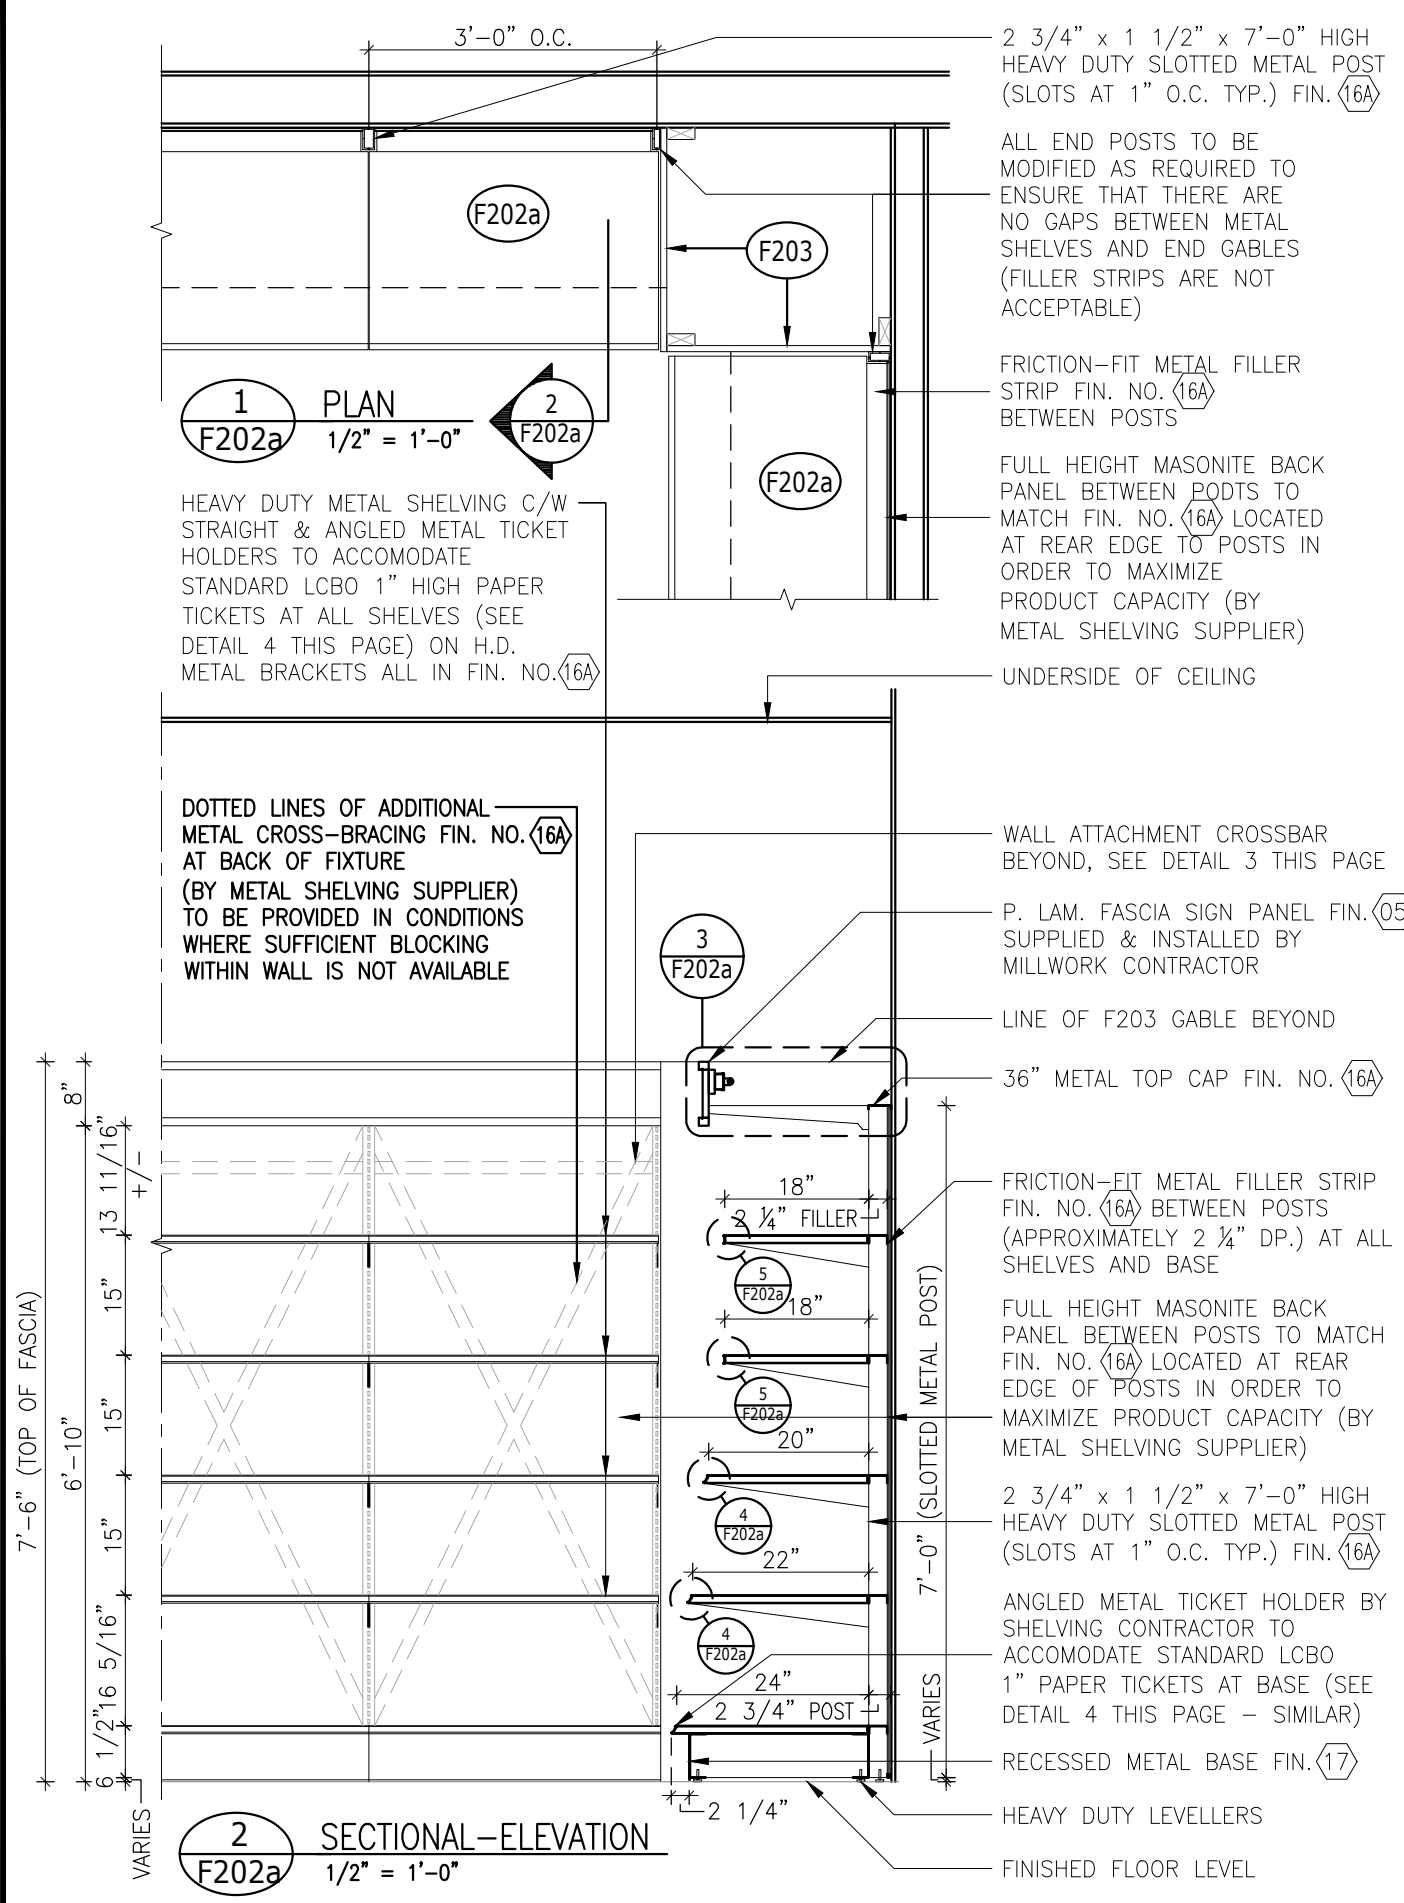 3'-0" O.C.
2 3/4" x 1 1/2" x 7'-0" HIGH
HEAVY DUTY SLOTTED METAL POST
(SLOTS AT 1" O.C. TYP.) FIN. 16A
ALL END POSTS TO BE
MODIFIED AS REQUIRED TO
ENSURE THAT THERE ARE
NO GAPS BETWEEN METAL
SHELVES AND END GABLES
(FILLER STRIPS ARE NOT
ACCEPTABLE)
F202a
F203
FRICTION-FIT METAL FILLER
STRIP FIN. NO. 16A
BETWEEN POSTS
1
F202a
PLAN
1/2" = 1'-0"
2
F202a
F202a
FULL HEIGHT MASONITE BACK
PANEL BETWEEN PODTS TO
MATCH FIN. NO. 16A LOCATED
AT REAR EDGE TO POSTS IN
ORDER TO MAXIMIZE
PRODUCT CAPACITY (BY
METAL SHELVING SUPPLIER)
HEAVY DUTY METAL SHELVING C/W
STRAIGHT & ANGLED METAL TICKET
HOLDERS TO ACCOMODATE
STANDARD LCBO 1" HIGH PAPER
TICKETS AT ALL SHELVES (SEE
DETAIL 4 THIS PAGE) ON H.D.
METAL BRACKETS ALL IN FIN. NO. 16A
UNDERSIDE OF CEILING
DOTTED LINES OF ADDITIONAL
METAL CROSS-BRACING FIN. NO. 16A
AT BACK OF FIXTURE
(BY METAL SHELVING SUPPLIER)
TO BE PROVIDED IN CONDITIONS
WHERE SUFFICIENT BLOCKING
WITHIN WALL IS NOT AVAILABLE
WALL ATTACHMENT CROSSBAR
BEYOND, SEE DETAIL 3 THIS PAGE
P. LAM. FASCIA SIGN PANEL FIN. 05
SUPPLIED & INSTALLED BY
MILLWORK CONTRACTOR
3
F202a
LINE OF F203 GABLE BEYOND
36" METAL TOP CAP FIN. NO. 16A
FRICTION-FIT METAL FILLER STRIP
FIN. NO. 16A BETWEEN POSTS
(APPROXIMATELY 2 1/4" DP.) AT ALL
SHELVES AND BASE
FULL HEIGHT MASONITE BACK
PANEL BETWEEN POSTS TO MATCH
FIN. NO. 16A LOCATED AT REAR
EDGE OF POSTS IN ORDER TO
MAXIMIZE PRODUCT CAPACITY (BY
METAL SHELVING SUPPLIER)
2 3/4" x 1 1/2" x 7'-0" HIGH
HEAVY DUTY SLOTTED METAL POST
(SLOTS AT 1" O.C. TYP.) FIN. 16A
ANGLED METAL TICKET HOLDER BY
SHELVING CONTRACTOR TO
ACCOMODATE STANDARD LCBO
1" PAPER TICKETS AT BASE (SEE
DETAIL 4 THIS PAGE - SIMILAR)
RECESSED METAL BASE FIN. 17
HEAVY DUTY LEVELLERS
FINISHED FLOOR LEVEL
7'-6" (TOP OF FASCIA)
8"
6'-10"
13 11/16"
+/-
15"
15"
15"
16 5/16"
6 1/2"
VARIES
18"
2 1/4" FILLER
5
F202a
18"
5
F202a
20"
4
F202a
22"
4
F202a
24"
2 3/4" POST
2 1/4"
7'-0" (SLOTTED METAL POST)
VARIES
2
F202a
SECTIONAL-ELEVATION
1/2" = 1'-0"